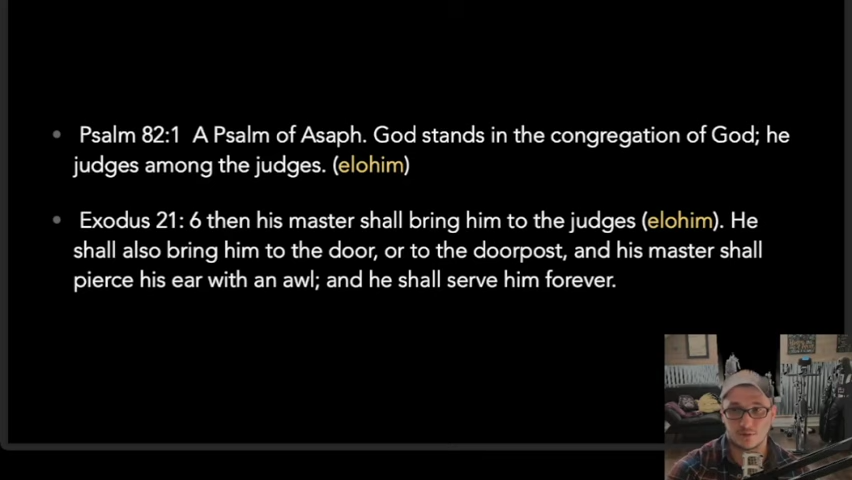 Psalm 82:1 A Psalm of Asaph. God stands in the congregation of God; he
judges among the judges. (elohim)
Exodus 21: 6 then his master shall bring him to the judges (elohim). He
shall also bring him to the door, or to the doorpost, and his master shall
pierce his ear with an awl; and he shall serve him forever.